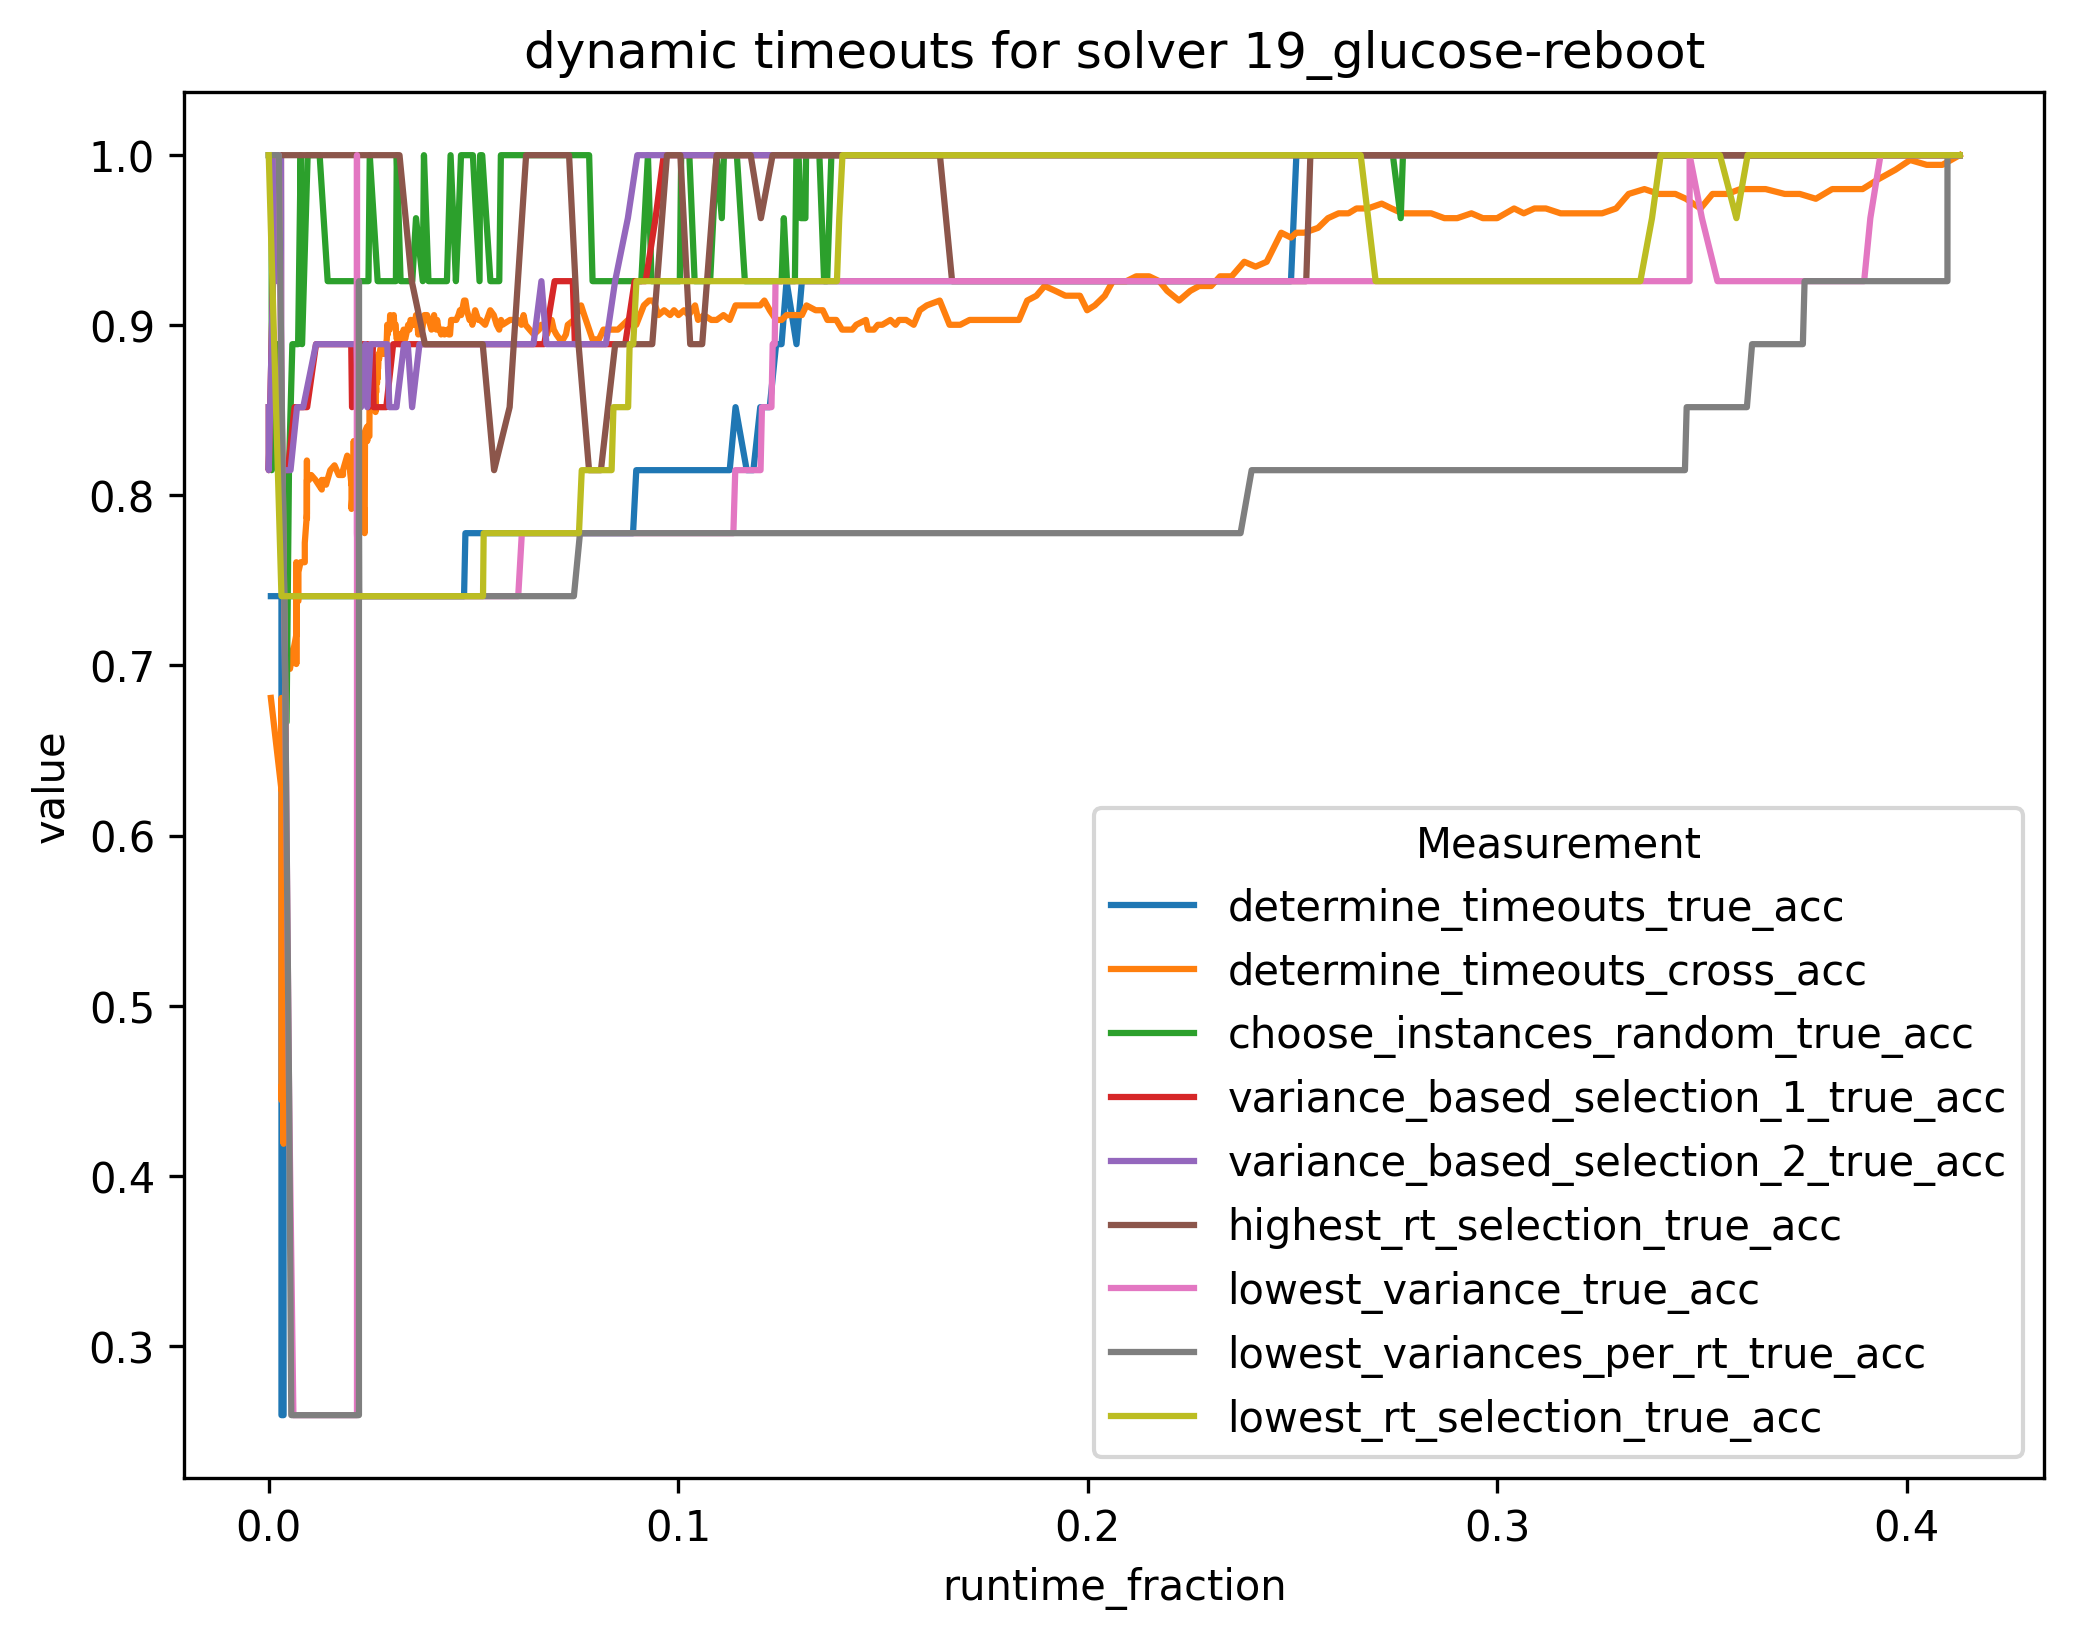 dynamic timeouts for solver 19_glucose-reboot
value
1.0
0.9
0.8
0.7
0.6
0.5
0.4
0.3
Measurement
determine_timeouts_true_acc
determine_timeouts_cross_acc
choose_instances_random_true_acc
variance_based_selection_1_true_acc
variance_based_selection_2_true_acc
highest_rt_selection_true_acc
lowest_variance_true_acc
lowest_variances_per_rt_true_acc
lowest_rt_selection_true_acc
0.0 0.1 0.2 0.3 0.4
runtime_fraction